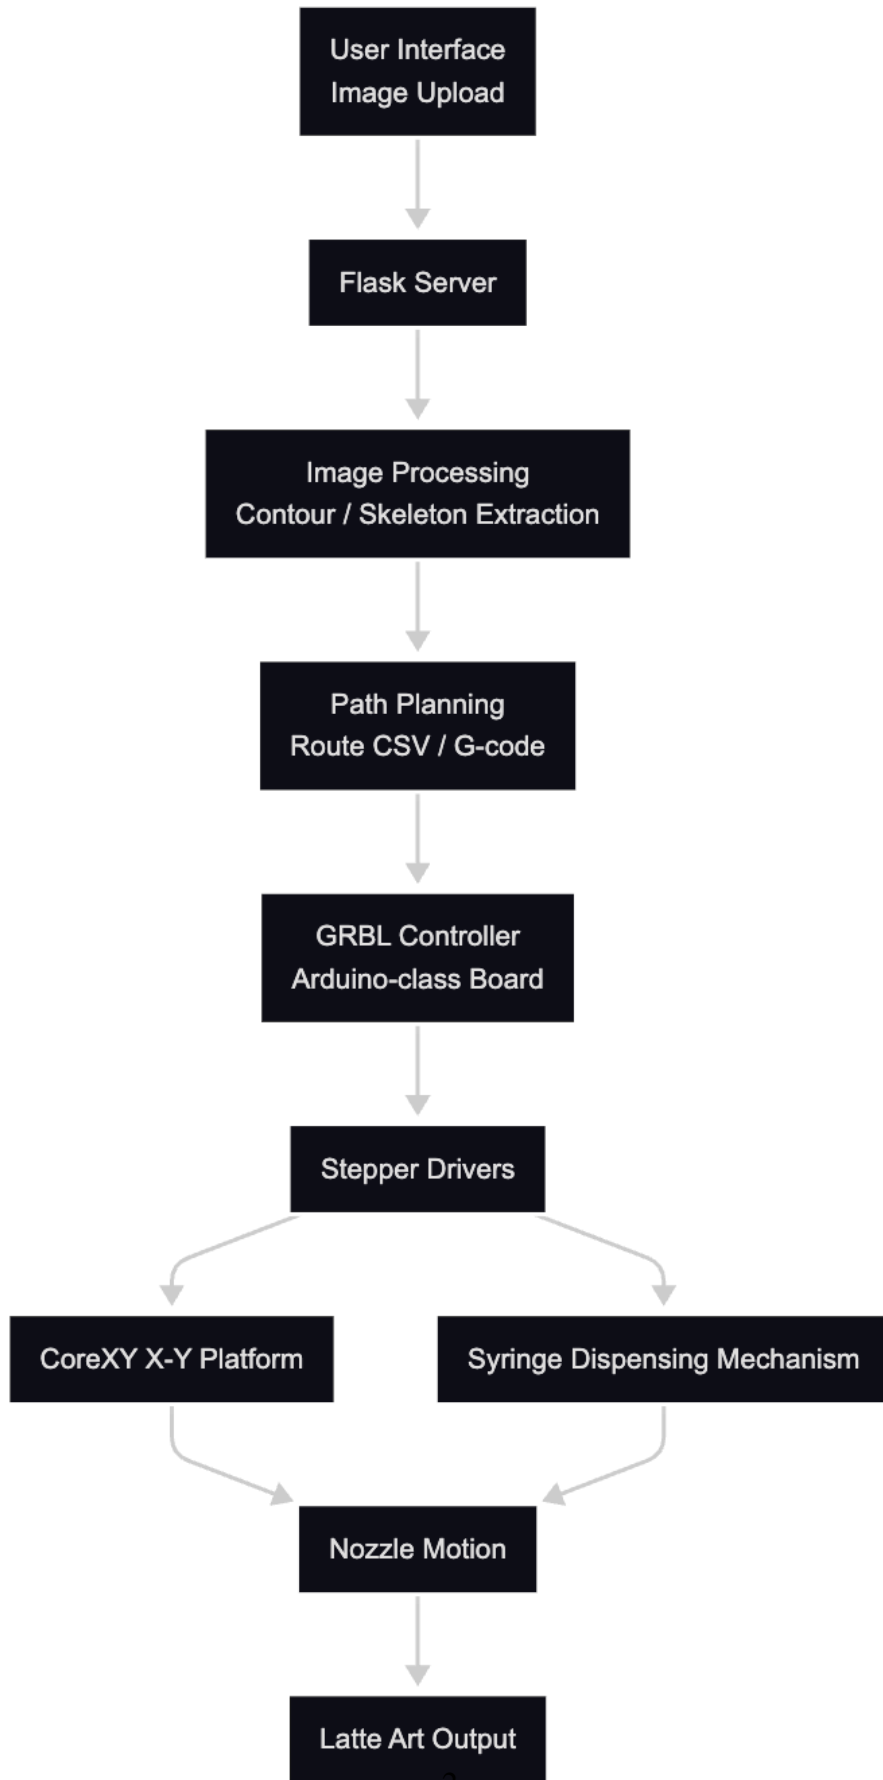 User Interface
Image Upload
Flask Server
Image Processing
Contour / Skeleton Extraction
Path Planning
Route CSV / G-code
GRBL Controller
Arduino-class Board
Stepper Drivers
CoreXY X-Y Platform
Syringe Dispensing Mechanism
Nozzle Motion
Latte Art Output